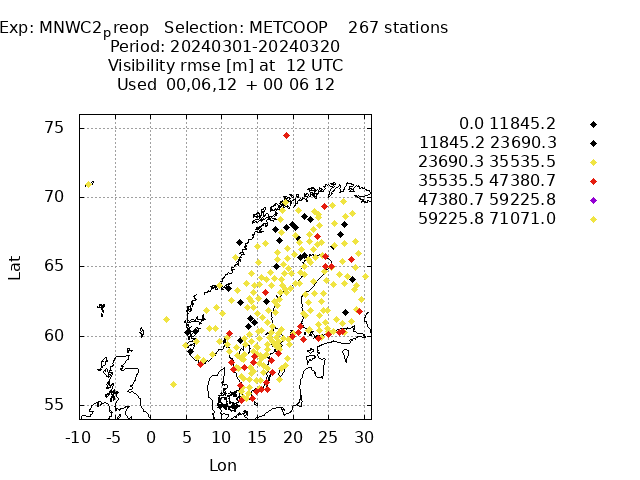 Exp: MNWC2preop   Selection: METCOOP    267 stations
Period: 20240301-20240320
Visibility rmse [m] at  12 UTC
Used  00,06,12  + 00 06 12
0.0 11845.2
11845.2 23690.3
23690.3 35535.5
35535.5 47380.7
47380.7 59225.8
59225.8 71071.0
75
70
65
60
55
Lat
-10 -5 0 5 10 15 20 25 30
Lon